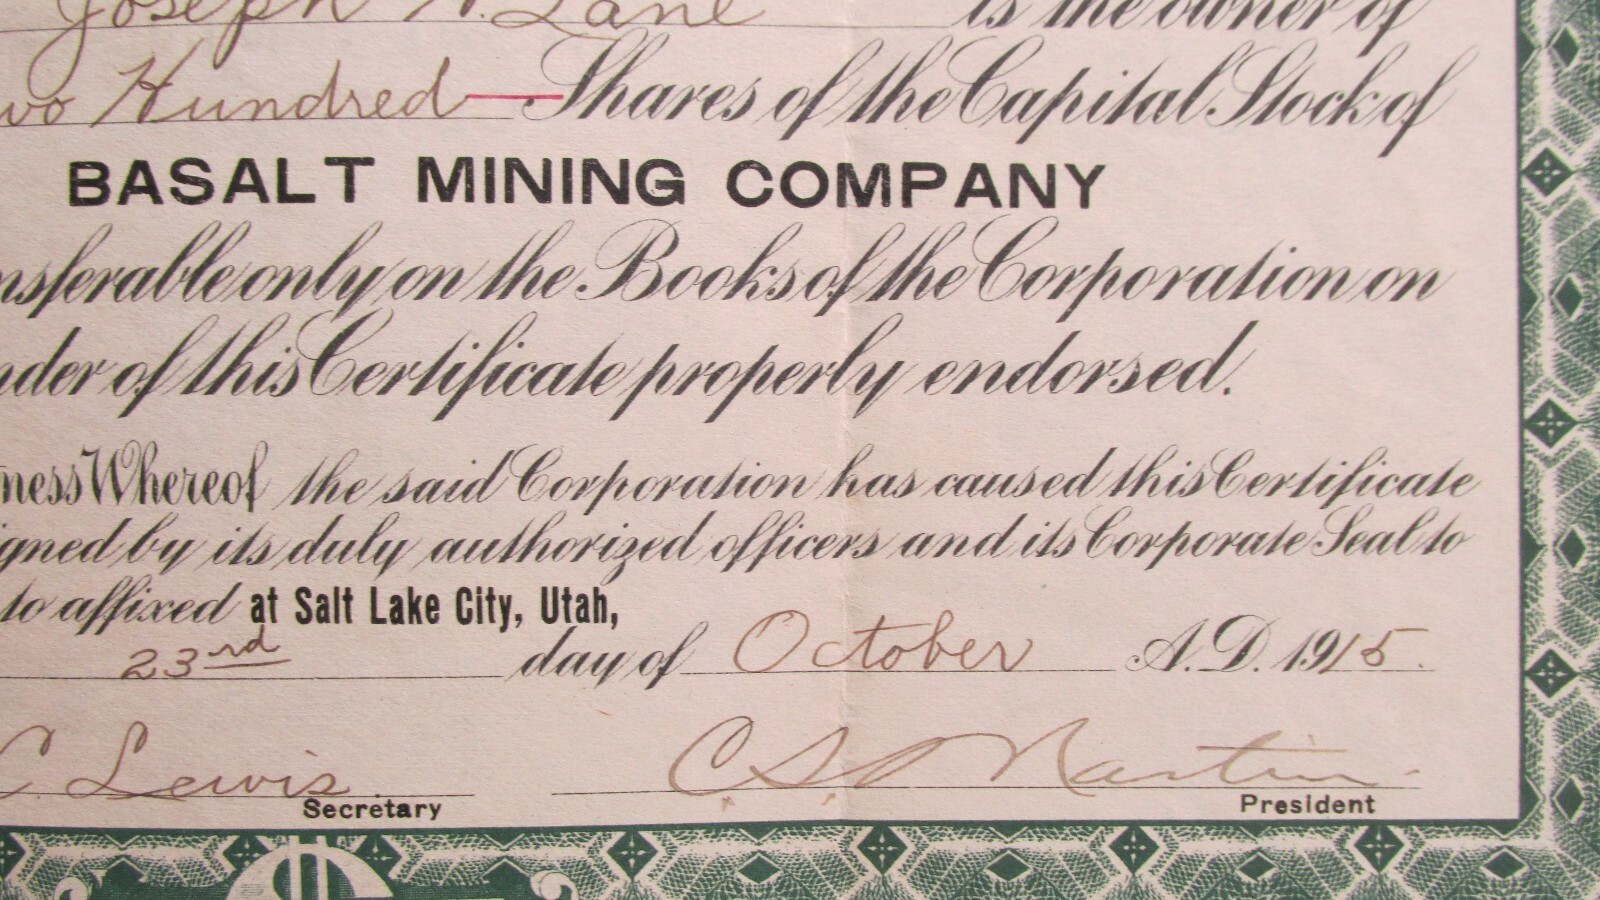 Joseph N. Lane is the owner of
wo Hundred — Shares of the Capital Stock of
BASALT MINING COMPANY
nsferable only on the Books of the Corporation on
nder of this Certificate properly endorsed.
ness Whereof the said Corporation has caused this Certificate
igned by its duly authorized officers and its Corporate Seal to
to affixed at Salt Lake City, Utah,
23rd day of October A.D. 1915.
C. Lewis C. S. Martin.
Secretary President